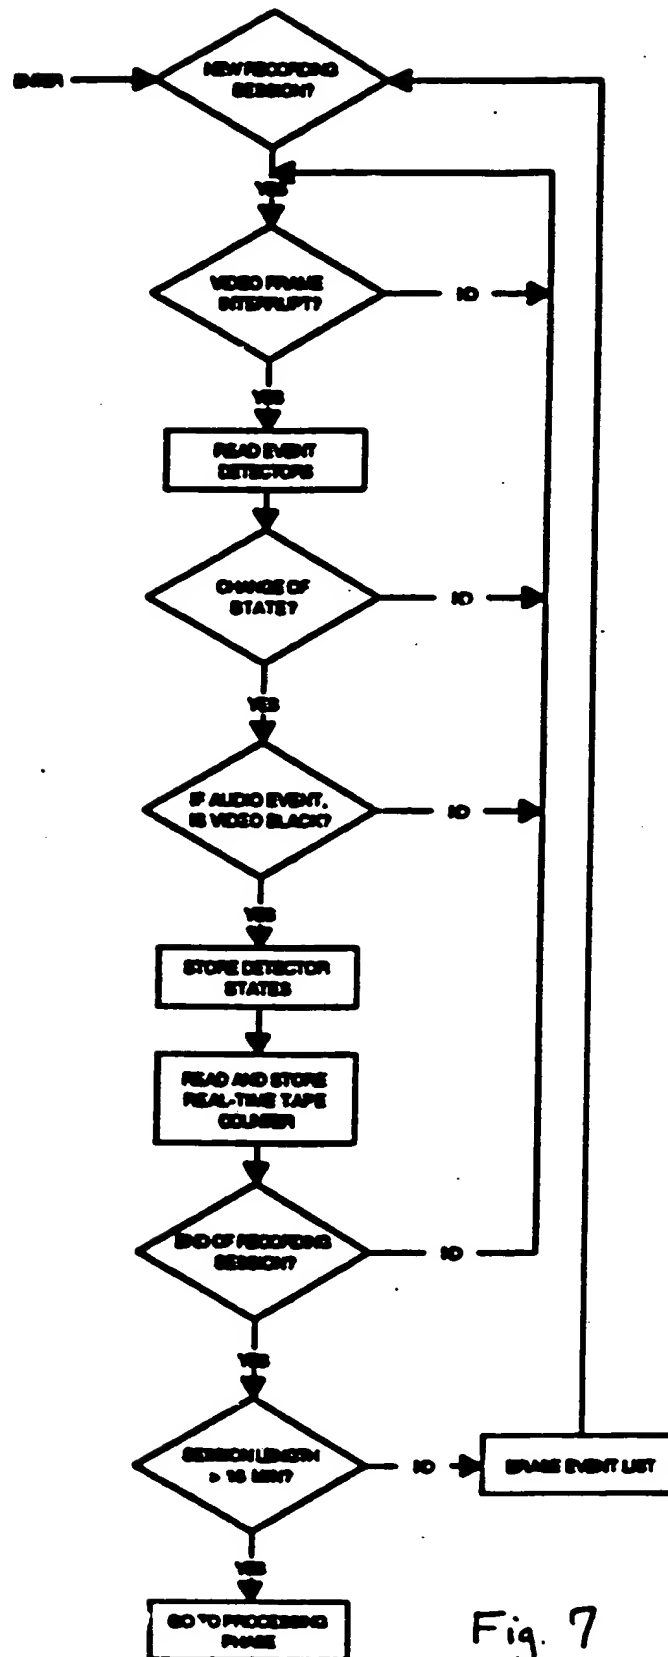 NEW RECORDING
SESSION?
ENTER
YES
VIDEO FRAME
INTERRUPT?
NO
YES
READ EVENT
DETECTORS
CHANGE OF
STATE?
NO
YES
IF AUDIO EVENT,
IS VIDEO BLACK?
NO
YES
STORE DETECTOR
STATES
READ AND STORE
REAL-TIME TAPE
COUNTER
END OF RECORDING
SESSION?
NO
YES
SESSION LENGTH
> 15 MIN?
NO
ERASE EVENT LIST
YES
GO TO PROCESSING
PHASE
Fig. 7